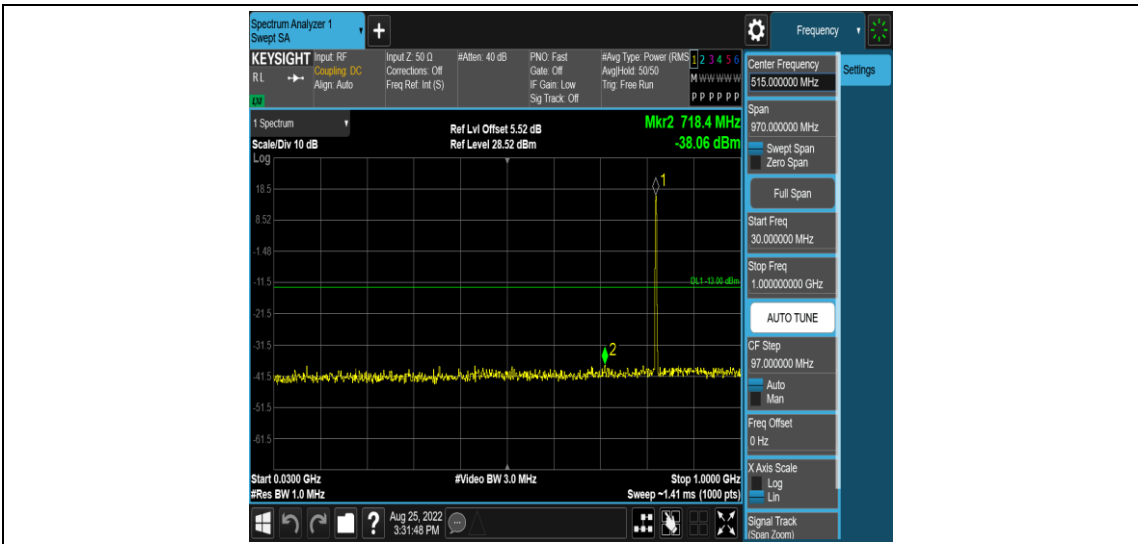 Spectrum Analyzer 1
Swept SA
+
Frequency
KEYSIGHT
RL
LXI
Input: RF
Coupling: DC
Align: Auto
Input Z: 50 Ω
Corrections: Off
Freq Ref: Int (S)
#Atten: 40 dB
PNO: Fast
Gate: Off
IF Gain: Low
Sig Track: Off
#Avg Type: Power (RMS
Avg|Hold: 50/50
Trig: Free Run
1 2 3 4 5 6
M W W W W W
P P P P P P
1 Spectrum
Scale/Div 10 dB
Log
Ref Lvl Offset 5.52 dB
Ref Level 28.52 dBm
Mkr2 718.4 MHz
-38.06 dBm
18.5
8.52
-1.48
-11.5
-21.5
-31.5
-41.5
-51.5
-61.5
1
DL1 -13.00 dBm
2
Start 0.0300 GHz
#Res BW 1.0 MHz
#Video BW 3.0 MHz
Stop 1.0000 GHz
Sweep ~1.41 ms (1000 pts)
?
Aug 25, 2022
3:31:48 PM
Center Frequency
515.000000 MHz
Settings
Span
970.000000 MHz
Swept Span
Zero Span
Full Span
Start Freq
30.000000 MHz
Stop Freq
1.000000000 GHz
AUTO TUNE
CF Step
97.000000 MHz
Auto
Man
Freq Offset
0 Hz
X Axis Scale
Log
Lin
Signal Track
(Span Zoom)